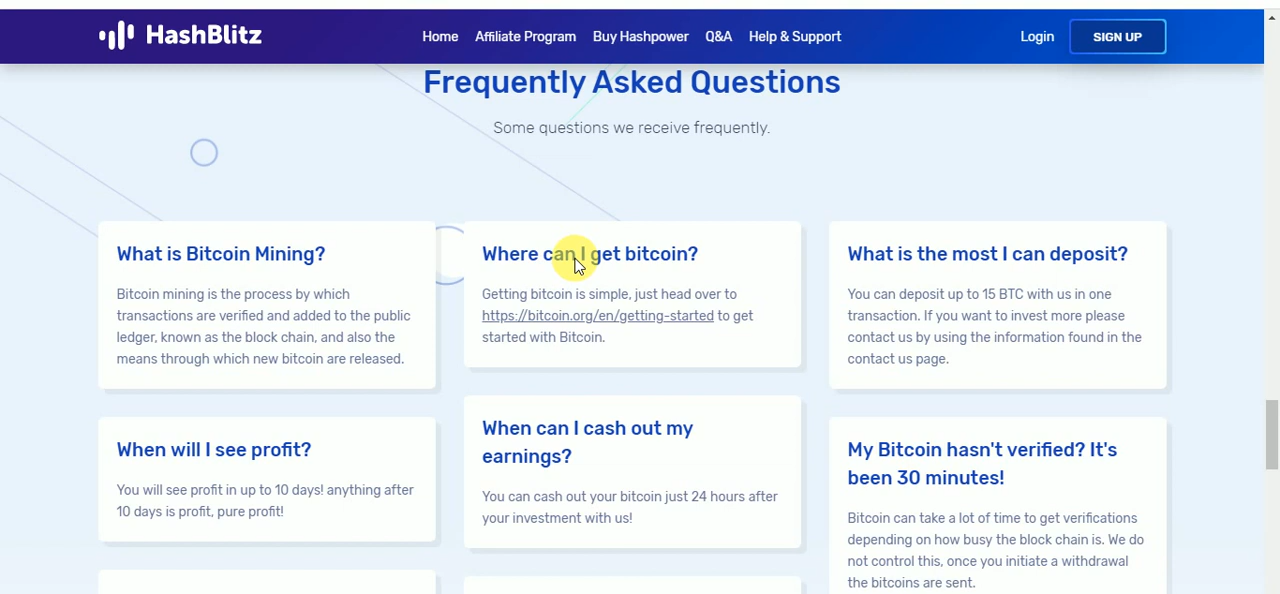 HashBlitz
Home Affiliate Program Buy Hashpower Q&A Help & Support Login SIGN UP
Frequently Asked Questions
Some questions we receive frequently.
What is Bitcoin Mining?
Bitcoin mining is the process by which
transactions are verified and added to the public
ledger, known as the block chain, and also the
means through which new bitcoin are released.
When will I see profit?
You will see profit in up to 10 days! anything after
10 days is profit, pure profit!
Where can I get bitcoin?
Getting bitcoin is simple, just head over to
https://bitcoin.org/en/getting-started to get
started with Bitcoin.
When can I cash out my
earnings?
You can cash out your bitcoin just 24 hours after
your investment with us!
What is the most I can deposit?
You can deposit up to 15 BTC with us in one
transaction. If you want to invest more please
contact us by using the information found in the
contact us page.
My Bitcoin hasn't verified? It's
been 30 minutes!
Bitcoin can take a lot of time to get verifications
depending on how busy the block chain is. We do
not control this, once you initiate a withdrawal
the bitcoins are sent.